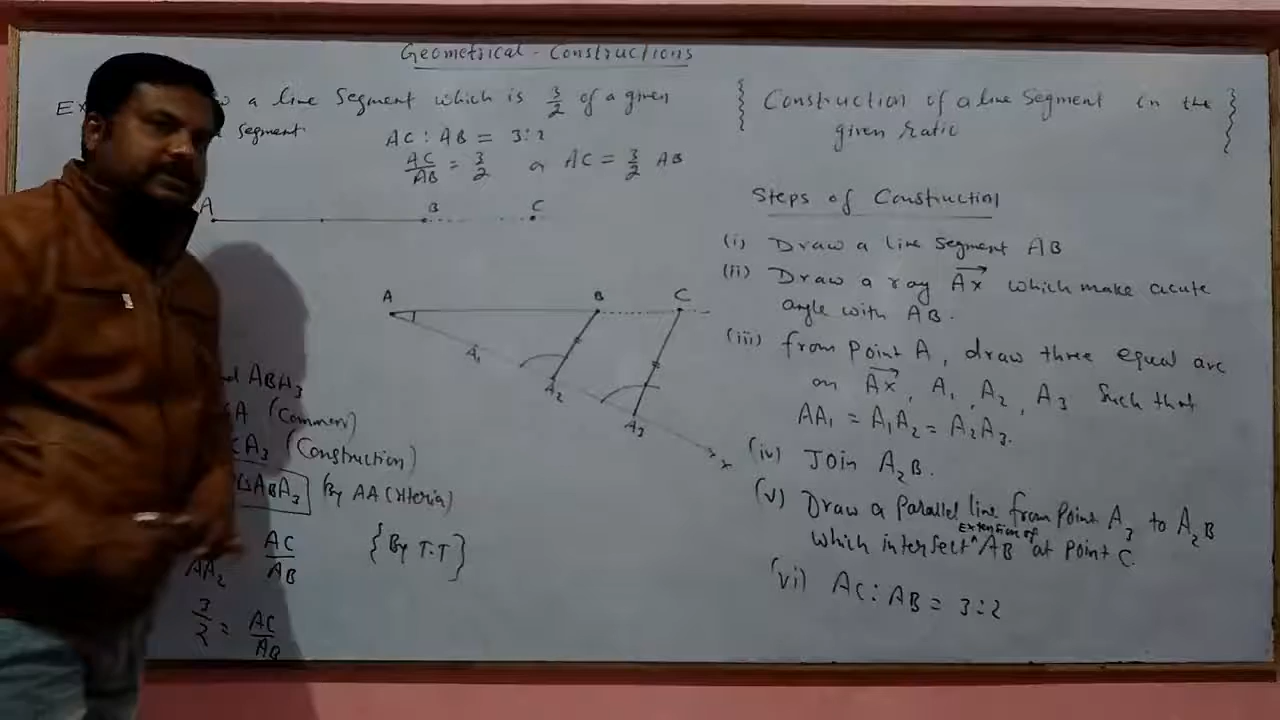 Geometrical - Constructions
a line segment which is 3/2 of a given
segment.
AC : AB = 3:2
AC/AB = 3/2 or AC = 3/2 AB
A B C
A B C
A1
A2
A3
x
ABA3
A (Common)
A3 (Construction)
ABA3 By AA Criteria)
AA2 AC/AB {By T.T}
3/2 = AC/AB
{ Construction of a line segment in the }
given ratio
Steps of Construction
(i) Draw a line segment AB
(ii) Draw a ray AX which make acute
angle with AB.
(iii) from point A, draw three equal arc
on AX, A1, A2, A3 Such that
AA1 = A1A2 = A2A3.
(iv) Join A2B.
(v) Draw a Parallel line from Point A3 to A2B
which intersect ^ Extention of AB at point C.
(vi) AC : AB = 3:2